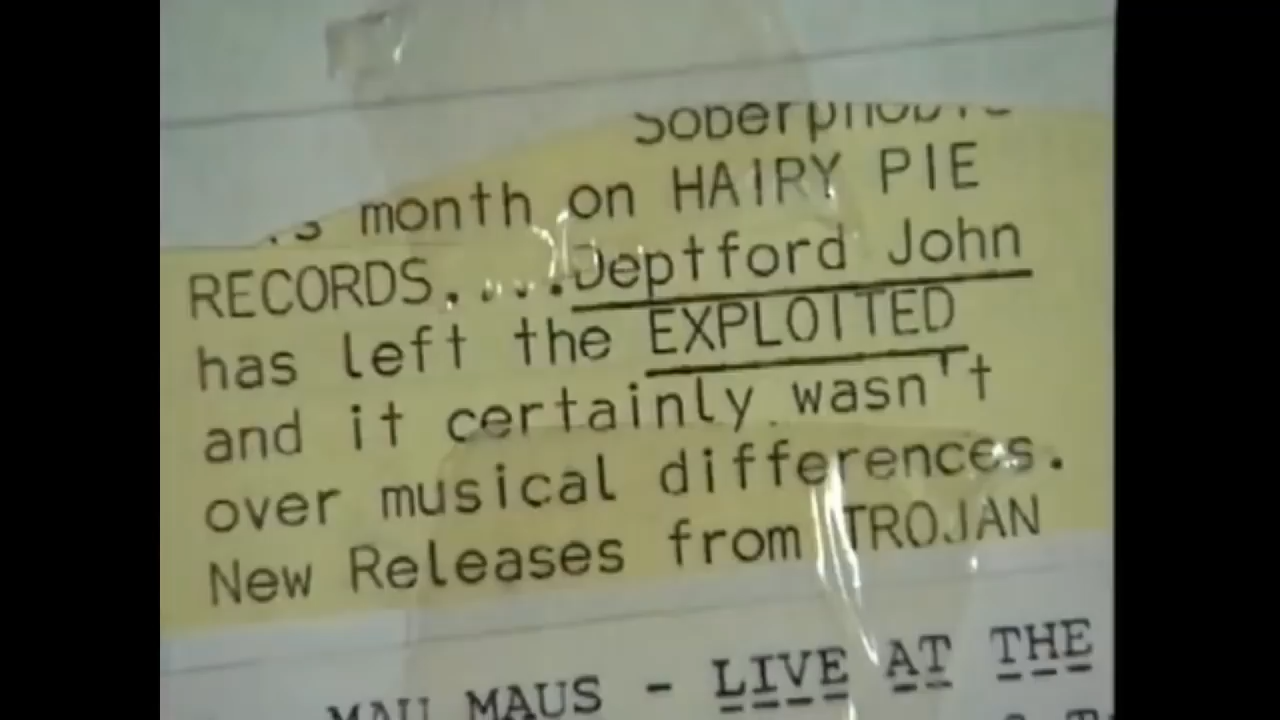 month on HAIRY PIE
RECORDS.....Deptford John
has left the EXPLOITED
and it certainly wasn't
over musical differences.
New Releases from TROJAN
MAU MAUS - LIVE AT THE